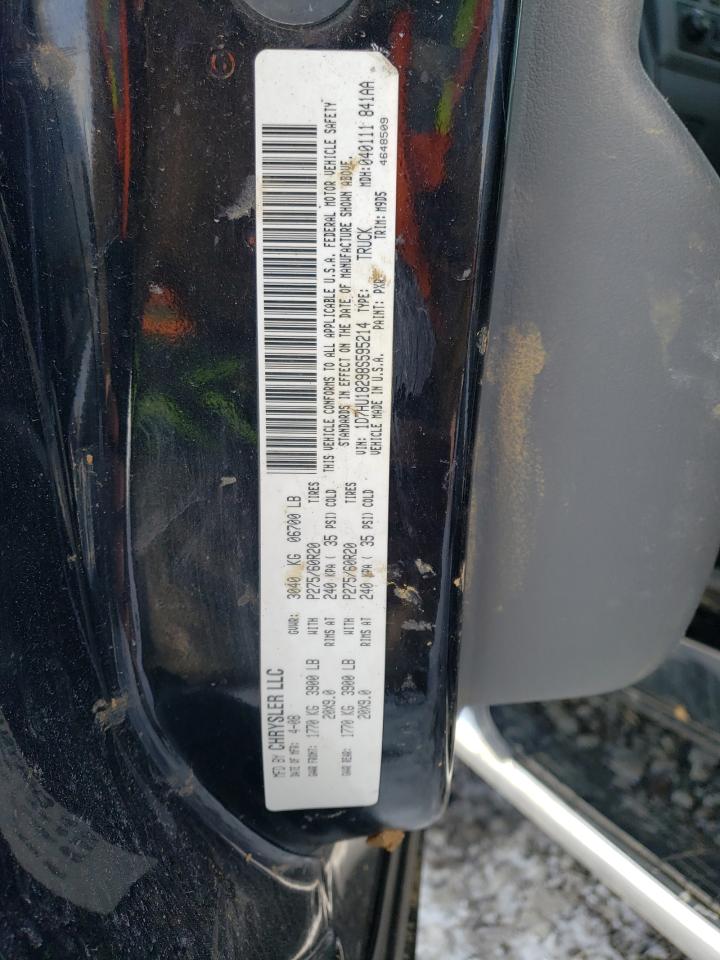 MFD BY: CHRYSLER LLC
DATE OF MFR: 4-08 GVWR: 3040 KG 06700 LB
GAWR FRONT: 1770 KG 3900 LB WITH P275/60R20 TIRES
20X9.0 RIMS AT 240 KPA ( 35 PSI) COLD
GAWR REAR: 1770 KG 3900 LB WITH P275/60R20 TIRES
20X9.0 RIMS AT 240 KPA ( 35 PSI) COLD
THIS VEHICLE CONFORMS TO ALL APPLICABLE U.S.A. FEDERAL MOTOR VEHICLE SAFETY
STANDARDS IN EFFECT ON THE DATE OF MANUFACTURE SHOWN ABOVE.
VIN: 1D7HU18298S595214 TYPE: TRUCK MDH:040111 841AA
VEHICLE MADE IN U.S.A. PAINT: TRIM: M9D5 4648509